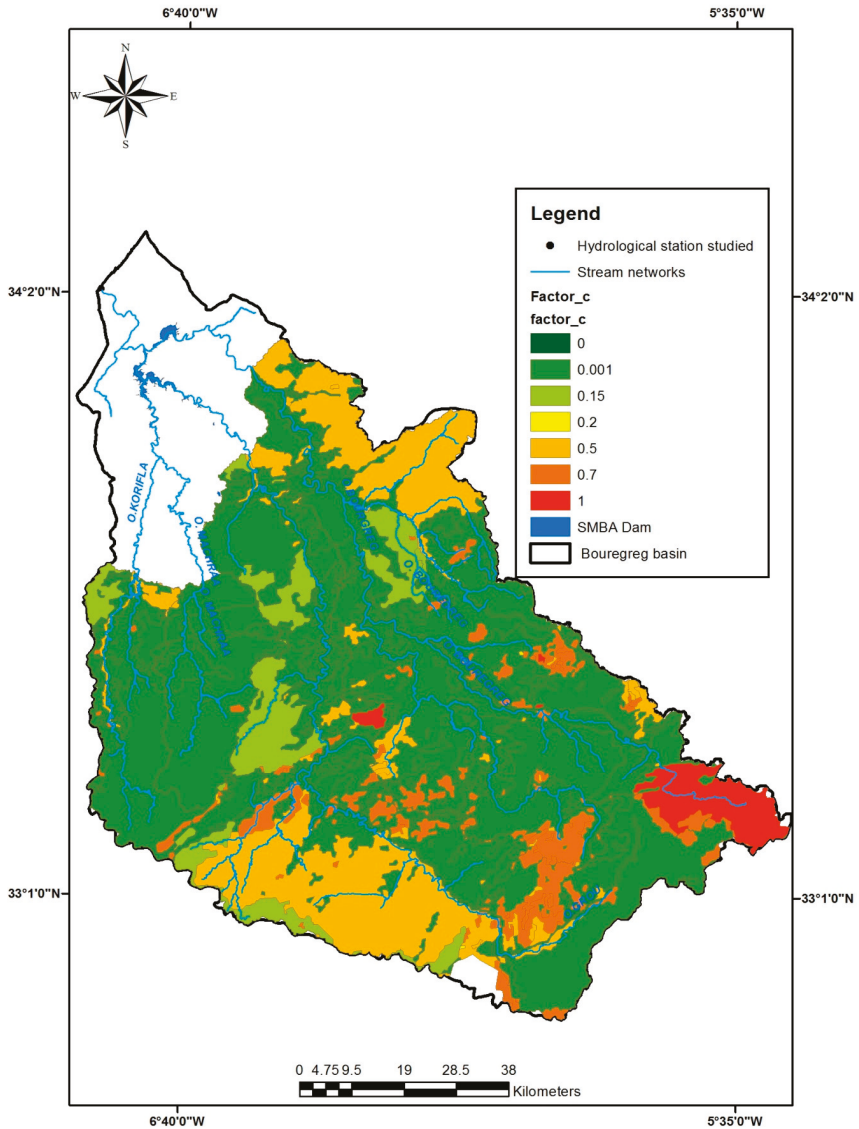 6°40'0"W
5°35'0"W
N
W
E
S
Legend
Hydrological station studied
34°2'0"N
34°2'0"N
Stream networks
Factor_c
factor_c
0
0.001
0.15
0.2
0.5
0.7
1
SMBA Dam
Bouregreg basin
O.KORIFLA
33°1'0"N
33°1'0"N
0 4.75 9.5 19 28.5 38
Kilometers
6°40'0"W
5°35'0"W